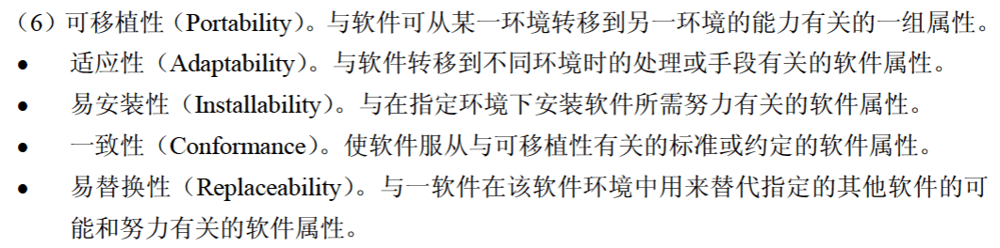 （6）可移植性（Portability）。与软件可从某一环境转移到另一环境的能力有关的一组属性。
● 适应性（Adaptability）。与软件转移到不同环境时的处理或手段有关的软件属性。
● 易安装性（Installability）。与在指定环境下安装软件所需努力有关的软件属性。
● 一致性（Conformance）。使软件服从与可移植性有关的标准或约定的软件属性。
● 易替换性（Replaceability）。与一软件在该软件环境中用来替代指定的其他软件的可
能和努力有关的软件属性。